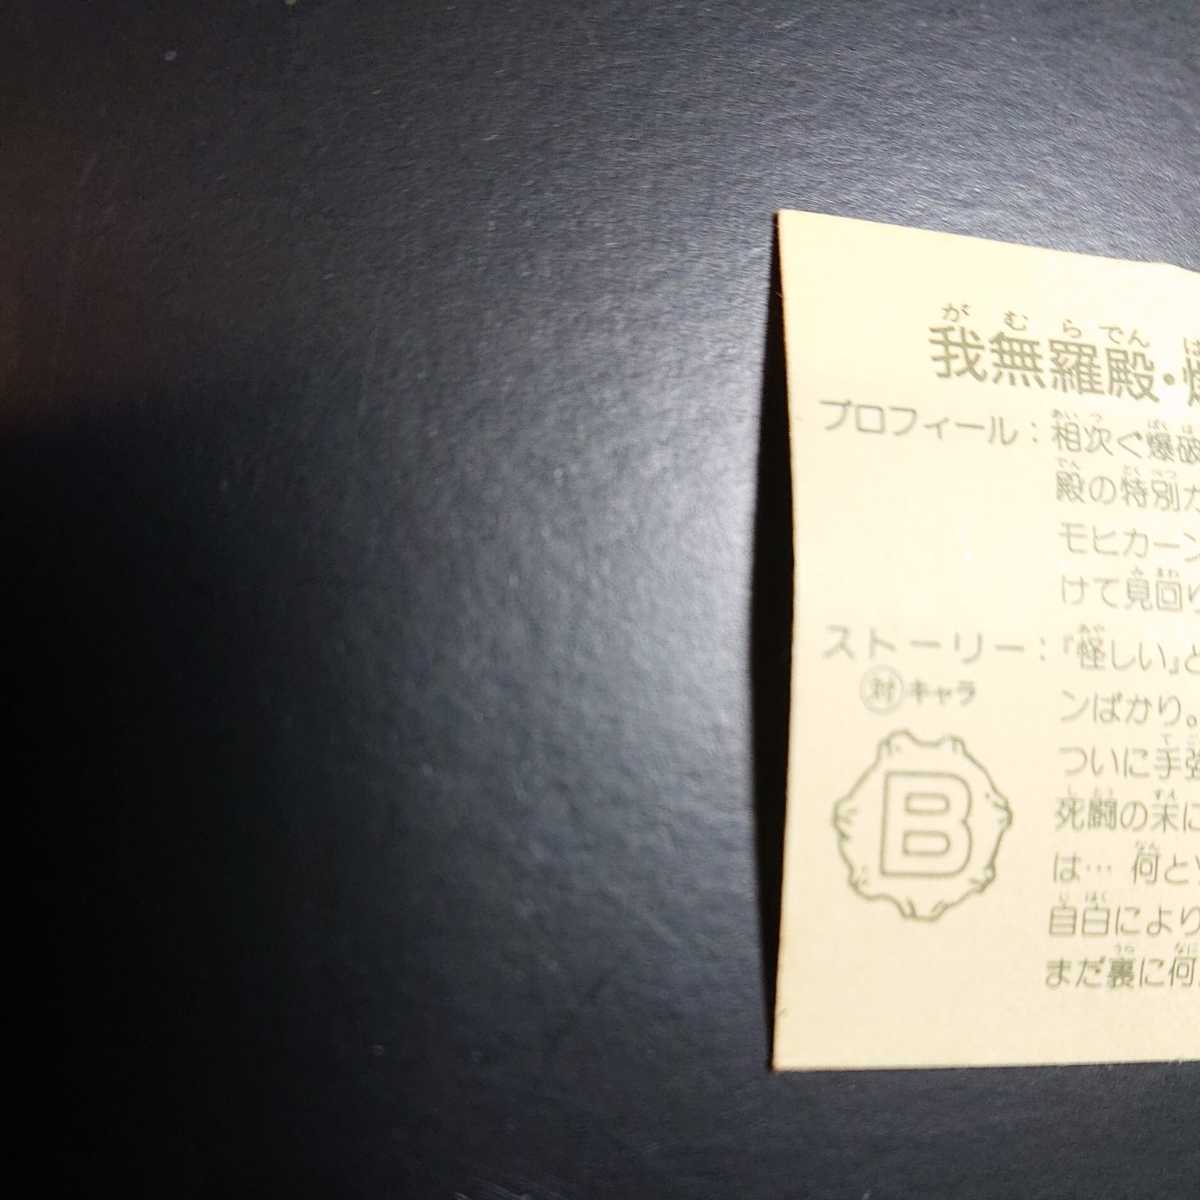 がむらでん
我無羅殿・爆
プロフィール：相次ぐ爆破
殿の特別
モヒカーン
けて見回り
ストーリー：『怪しい』と
対キャラ
ンばかり。
ついに手強
死闘の末に
B
は… 何と
自白により
まだ裏に何